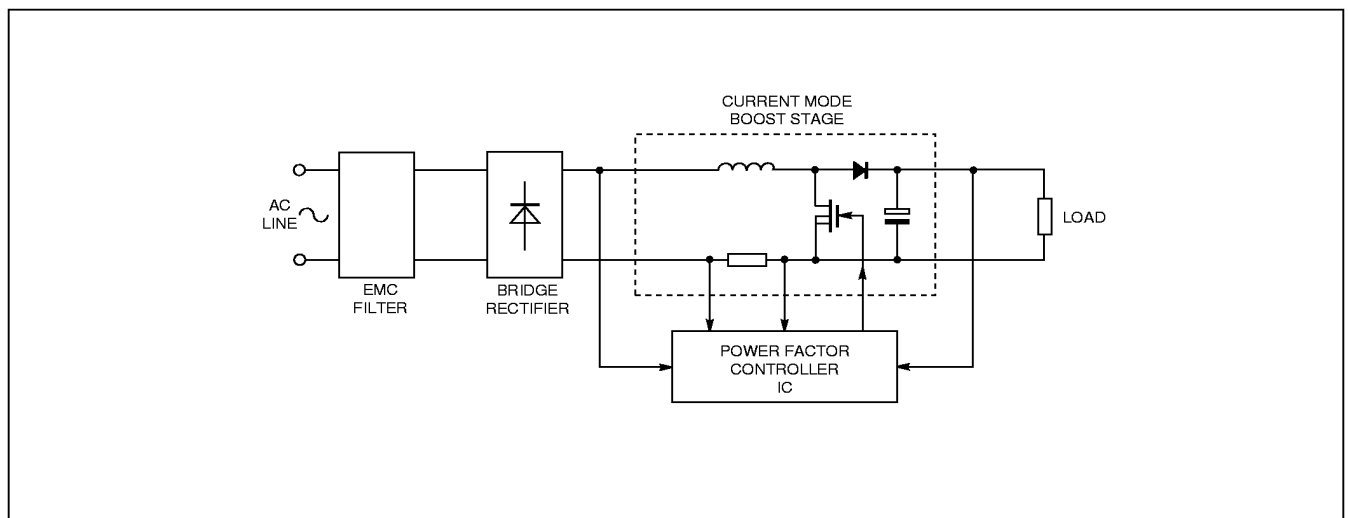 CURRENT MODE
BOOST STAGE
AC
LINE
EMC
FILTER
BRIDGE
RECTIFIER
LOAD
POWER FACTOR
CONTROLLER
IC